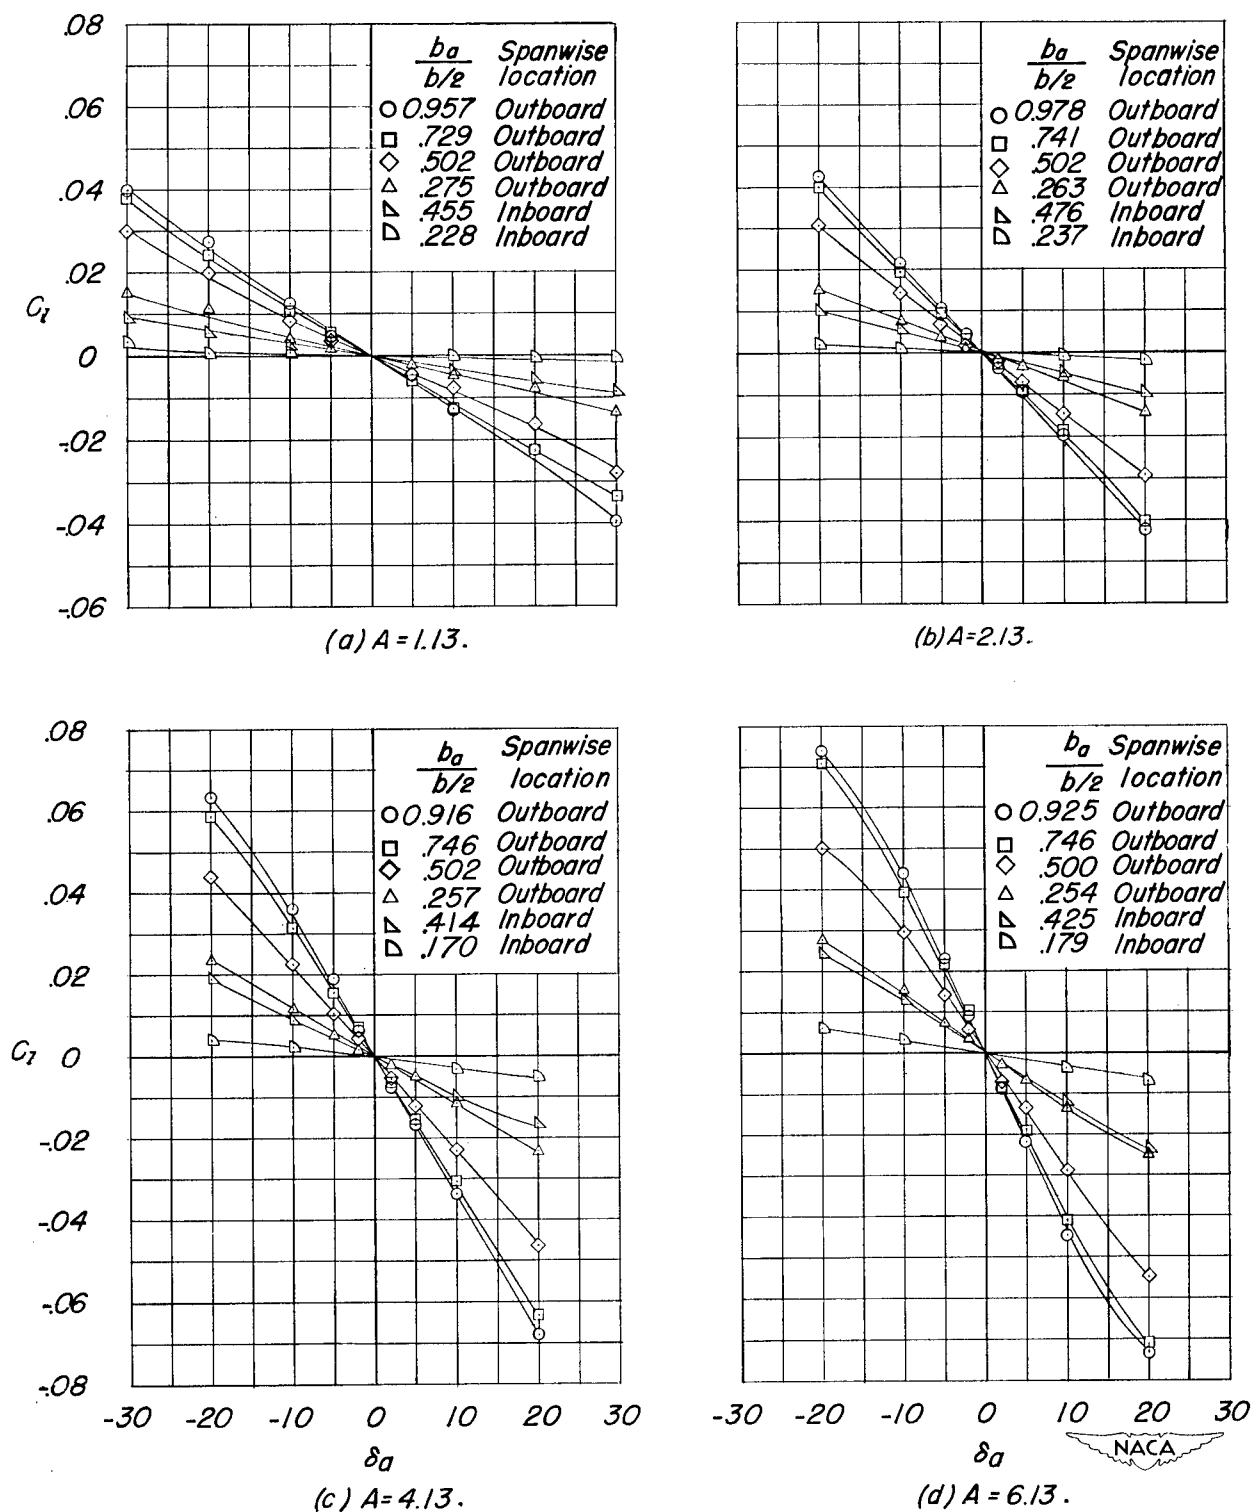 .08
.06
.04
.02
C_l 0
-.02
-.04
-.06
b_a Spanwise
b/2 location
0.957 Outboard
.729 Outboard
.502 Outboard
.275 Outboard
.455 Inboard
.228 Inboard
(a) A = 1.13.
b_a Spanwise
b/2 location
0.978 Outboard
.741 Outboard
.502 Outboard
.263 Outboard
.476 Inboard
.237 Inboard
(b) A=2.13.
.08
.06
.04
.02
C_l 0
-.02
-.04
-.06
-.08
b_a Spanwise
b/2 location
0.916 Outboard
.746 Outboard
.502 Outboard
.257 Outboard
.414 Inboard
.170 Inboard
-30 -20 -10 0 10 20 30
δ_a
(c) A=4.13.
b_a Spanwise
b/2 location
0.925 Outboard
.746 Outboard
.500 Outboard
.254 Outboard
.425 Inboard
.179 Inboard
-30 -20 -10 0 10 20 30
δ_a
NACA
(d) A=6.13.